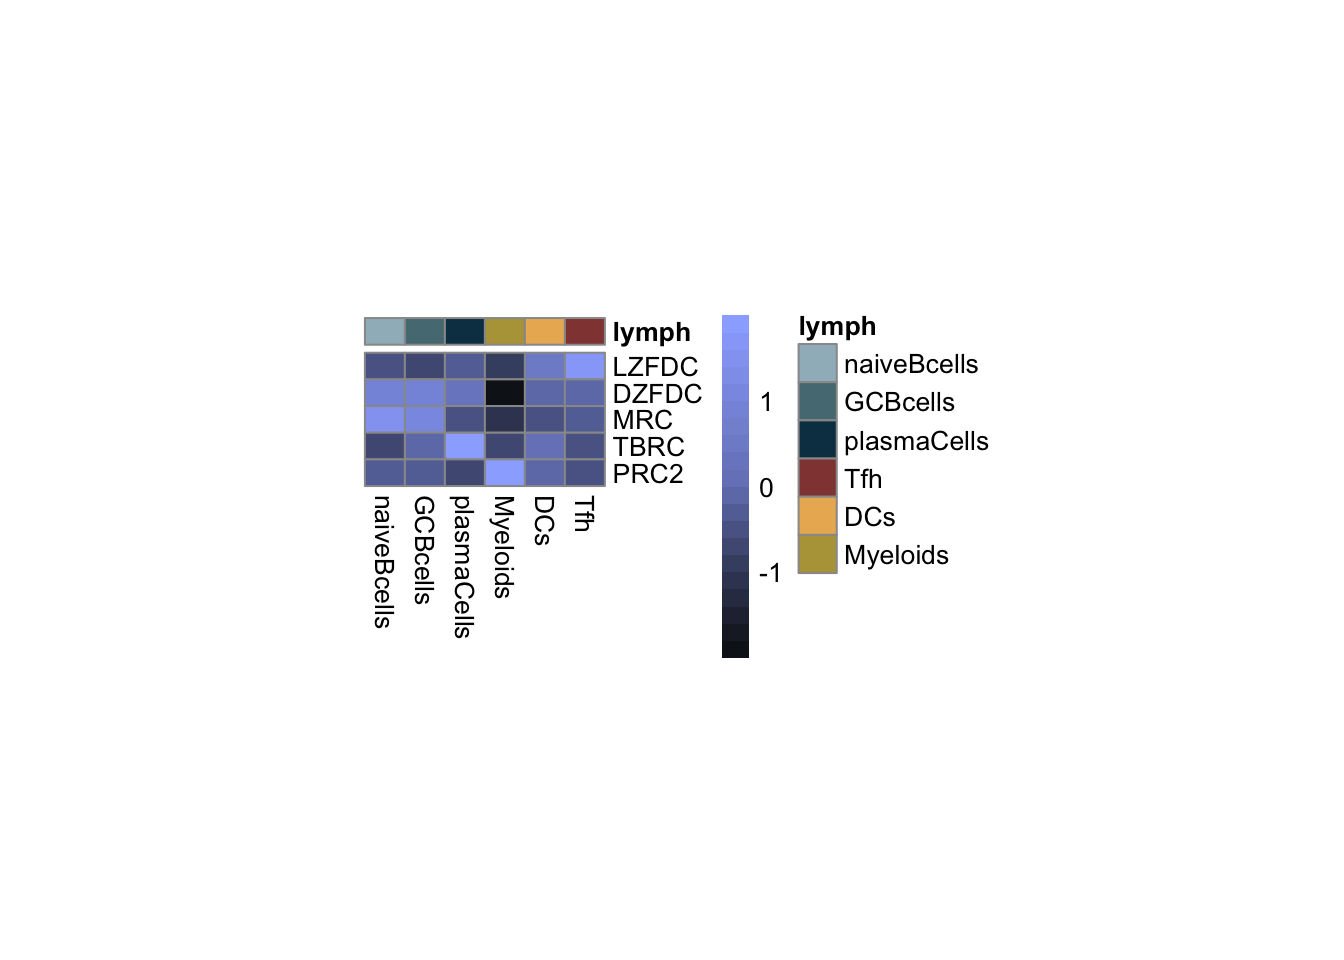 lymph
LZFDC
DZFDC
MRC
TBRC
PRC2
naiveBcells
GCBcells
plasmaCells
Myeloids
DCs
Tfh
1
0
-1
lymph
naiveBcells
GCBcells
plasmaCells
Tfh
DCs
Myeloids